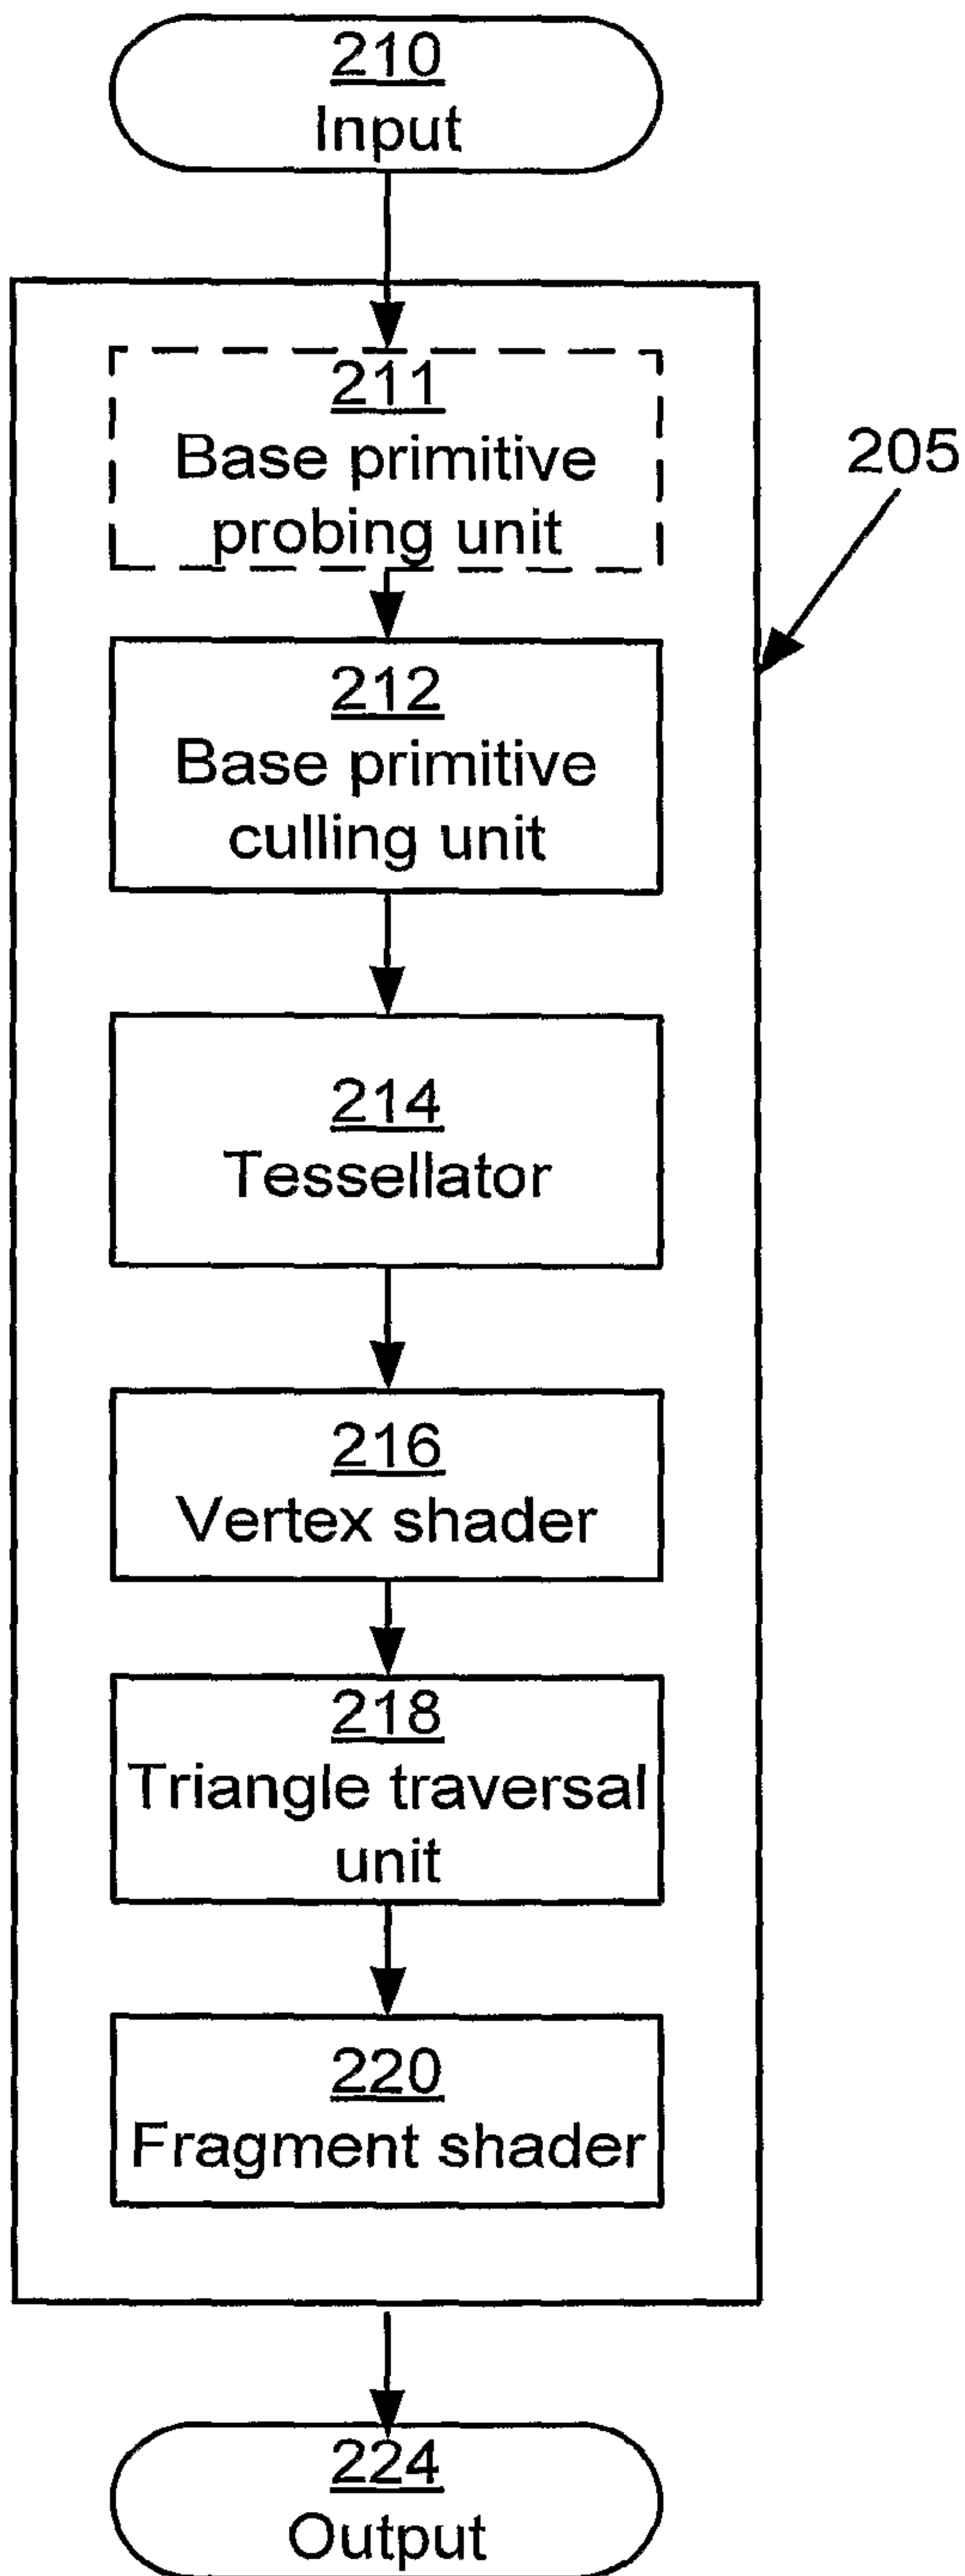 210
Input
211
Base primitive
probing unit
205
212
Base primitive
culling unit
214
Tessellator
216
Vertex shader
218
Triangle traversal
unit
220
Fragment shader
224
Output